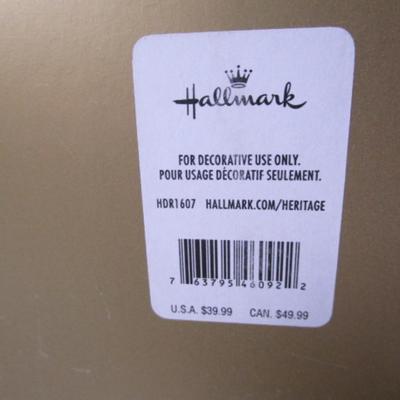 Hallmark
FOR DECORATIVE USE ONLY.
POUR USAGE DÉCORATIF SEULEMENT.
HDR1607 HALLMARK.COM/HERITAGE
7 63795 46092 2
U.S.A. $39.99 CAN. $49.99